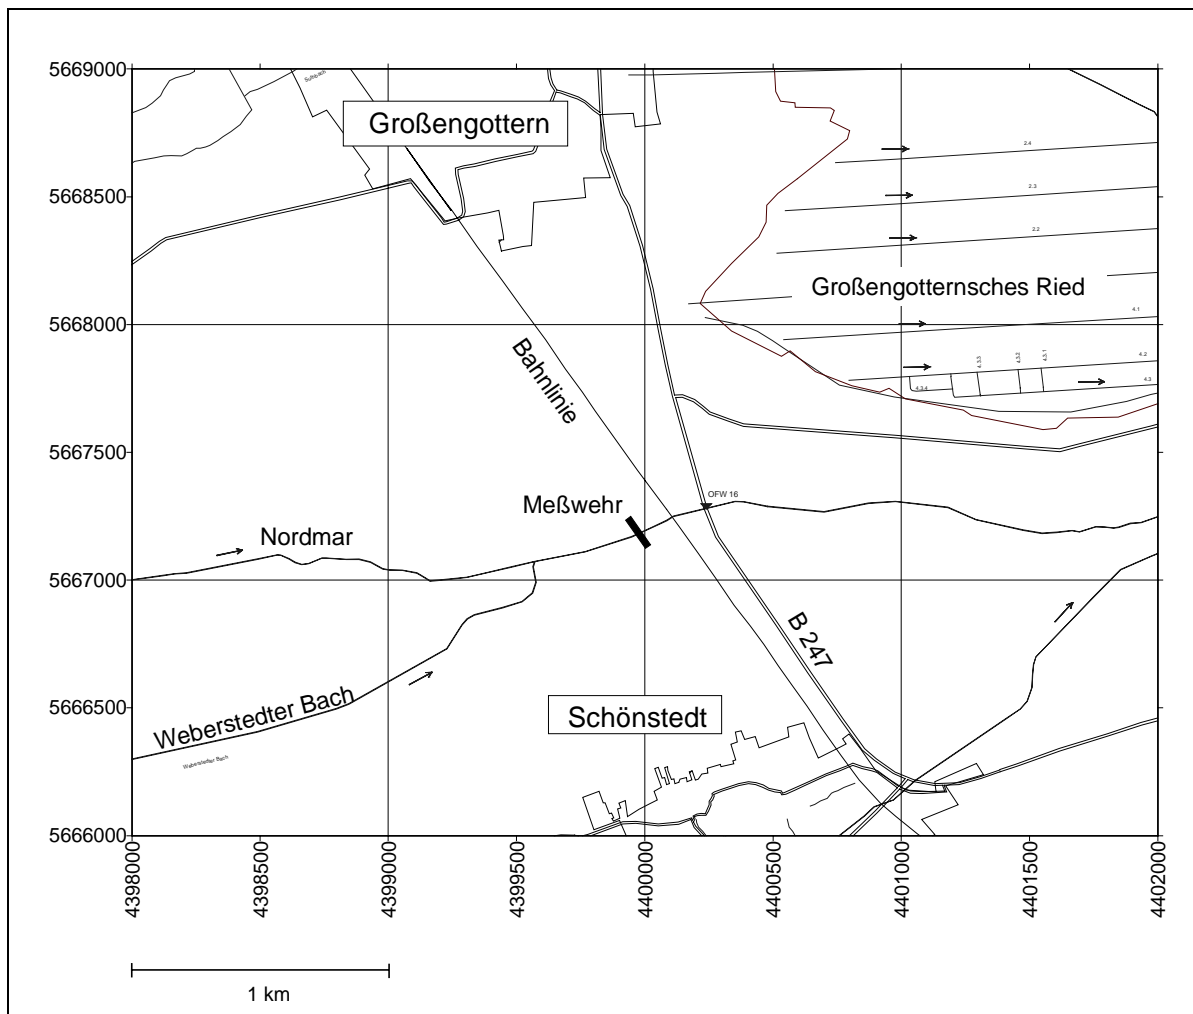 5669000
Suhlbach
Großengottern
2.4
5668500
2.3
2.2
Großengotternsches Ried
5668000
4.1
Bahnlinie
4.3.3
4.3.2
4.3.1
4.2
4.3.4
4.3
5667500
OFW 16
Meßwehr
Nordmar
5667000
B 247
Weberstedter Bach
Schönstedt
5666500
Weberstedter Bach
5666000
4398000
4398500
4399000
4399500
4400000
4400500
4401000
4401500
4402000
1 km